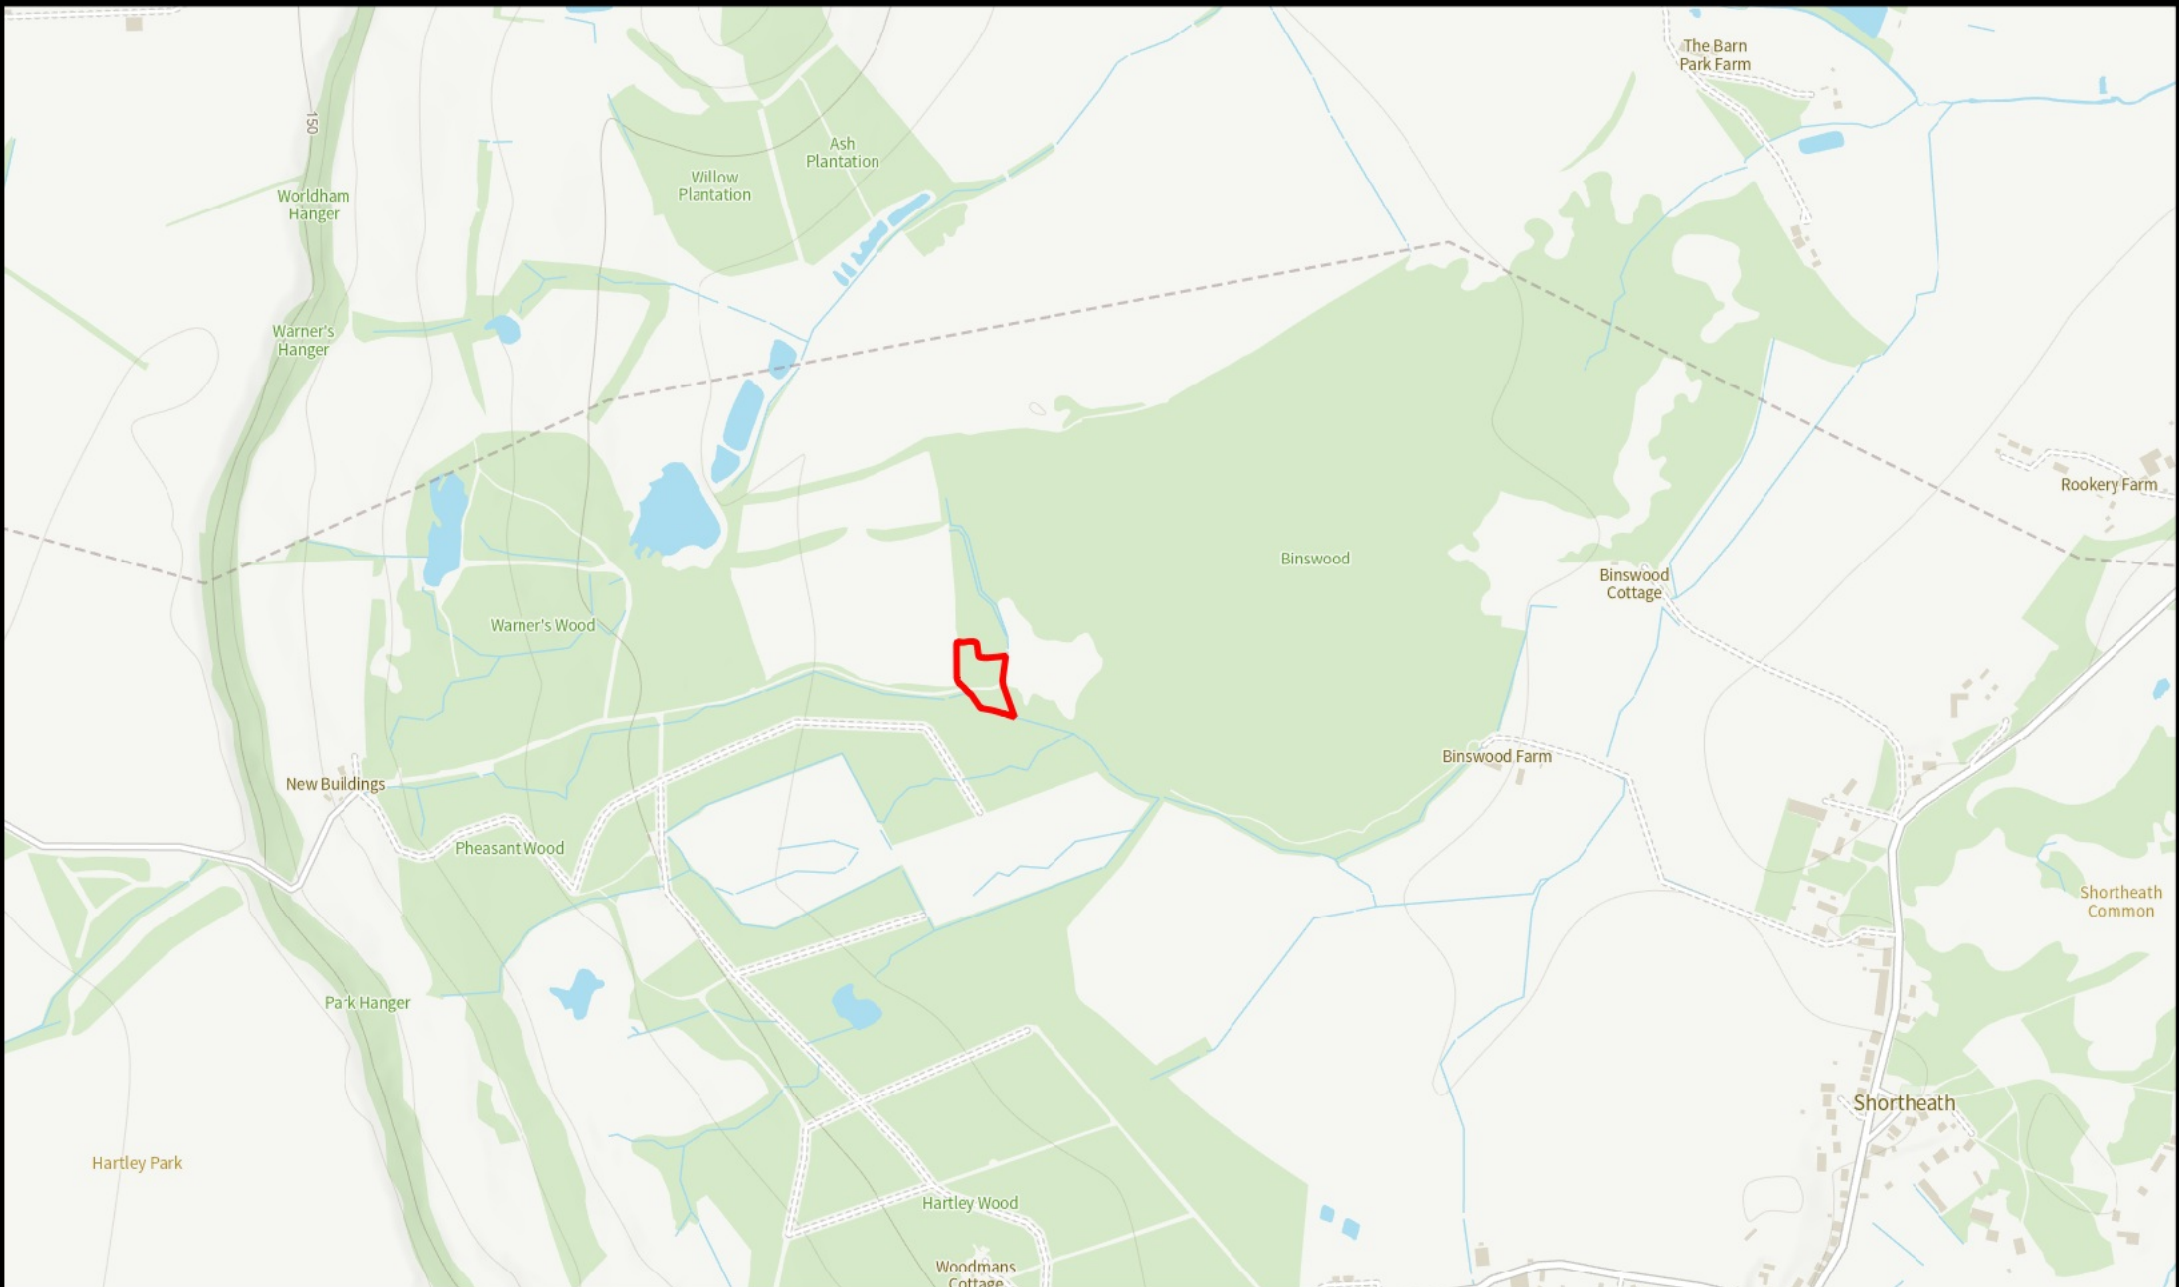 The Barn
Park Farm
150
Ash
Plantation
Willow
Plantation
Worldham
Hanger
Warner's
Hanger
Rookery Farm
Binswood
Binswood
Cottage
Warner's Wood
Binswood Farm
New Buildings
Pheasant Wood
Shortheath
Common
Park Hanger
Shortheath
Hartley Park
Hartley Wood
Woodmans
Cottage